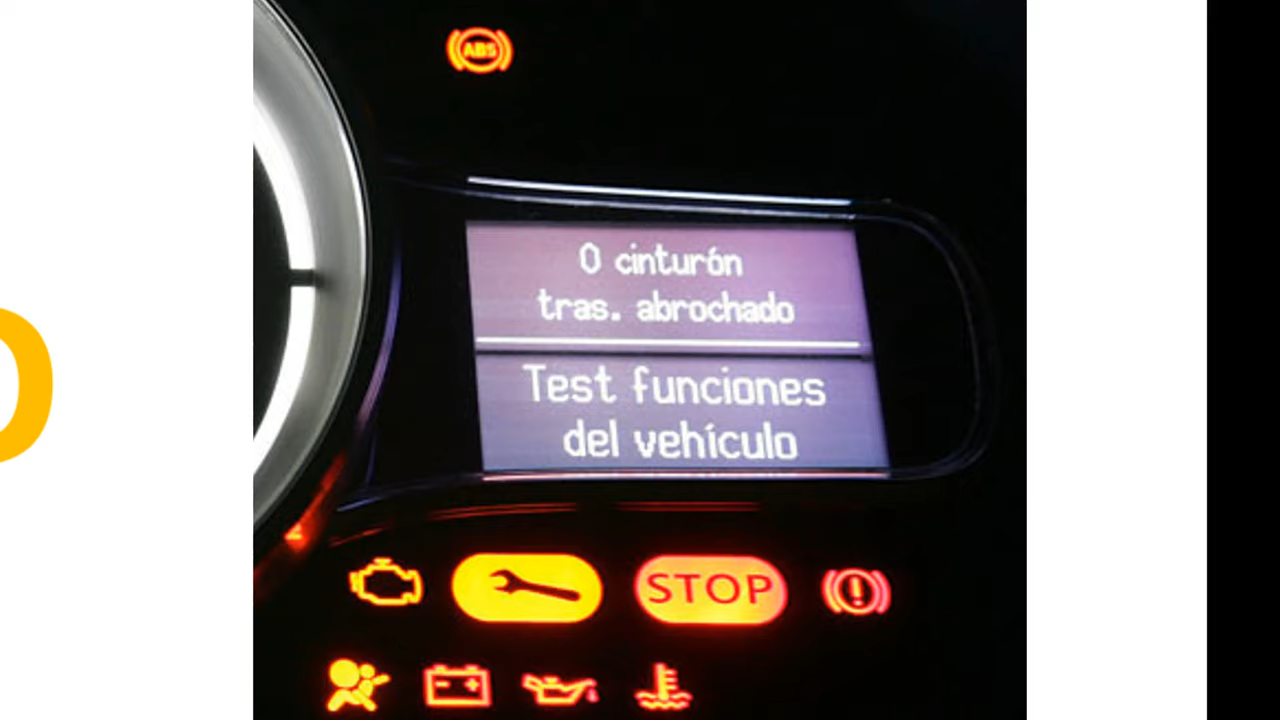 ABS
0 cinturón
tras. abrochado
Test funciones
del vehículo
STOP